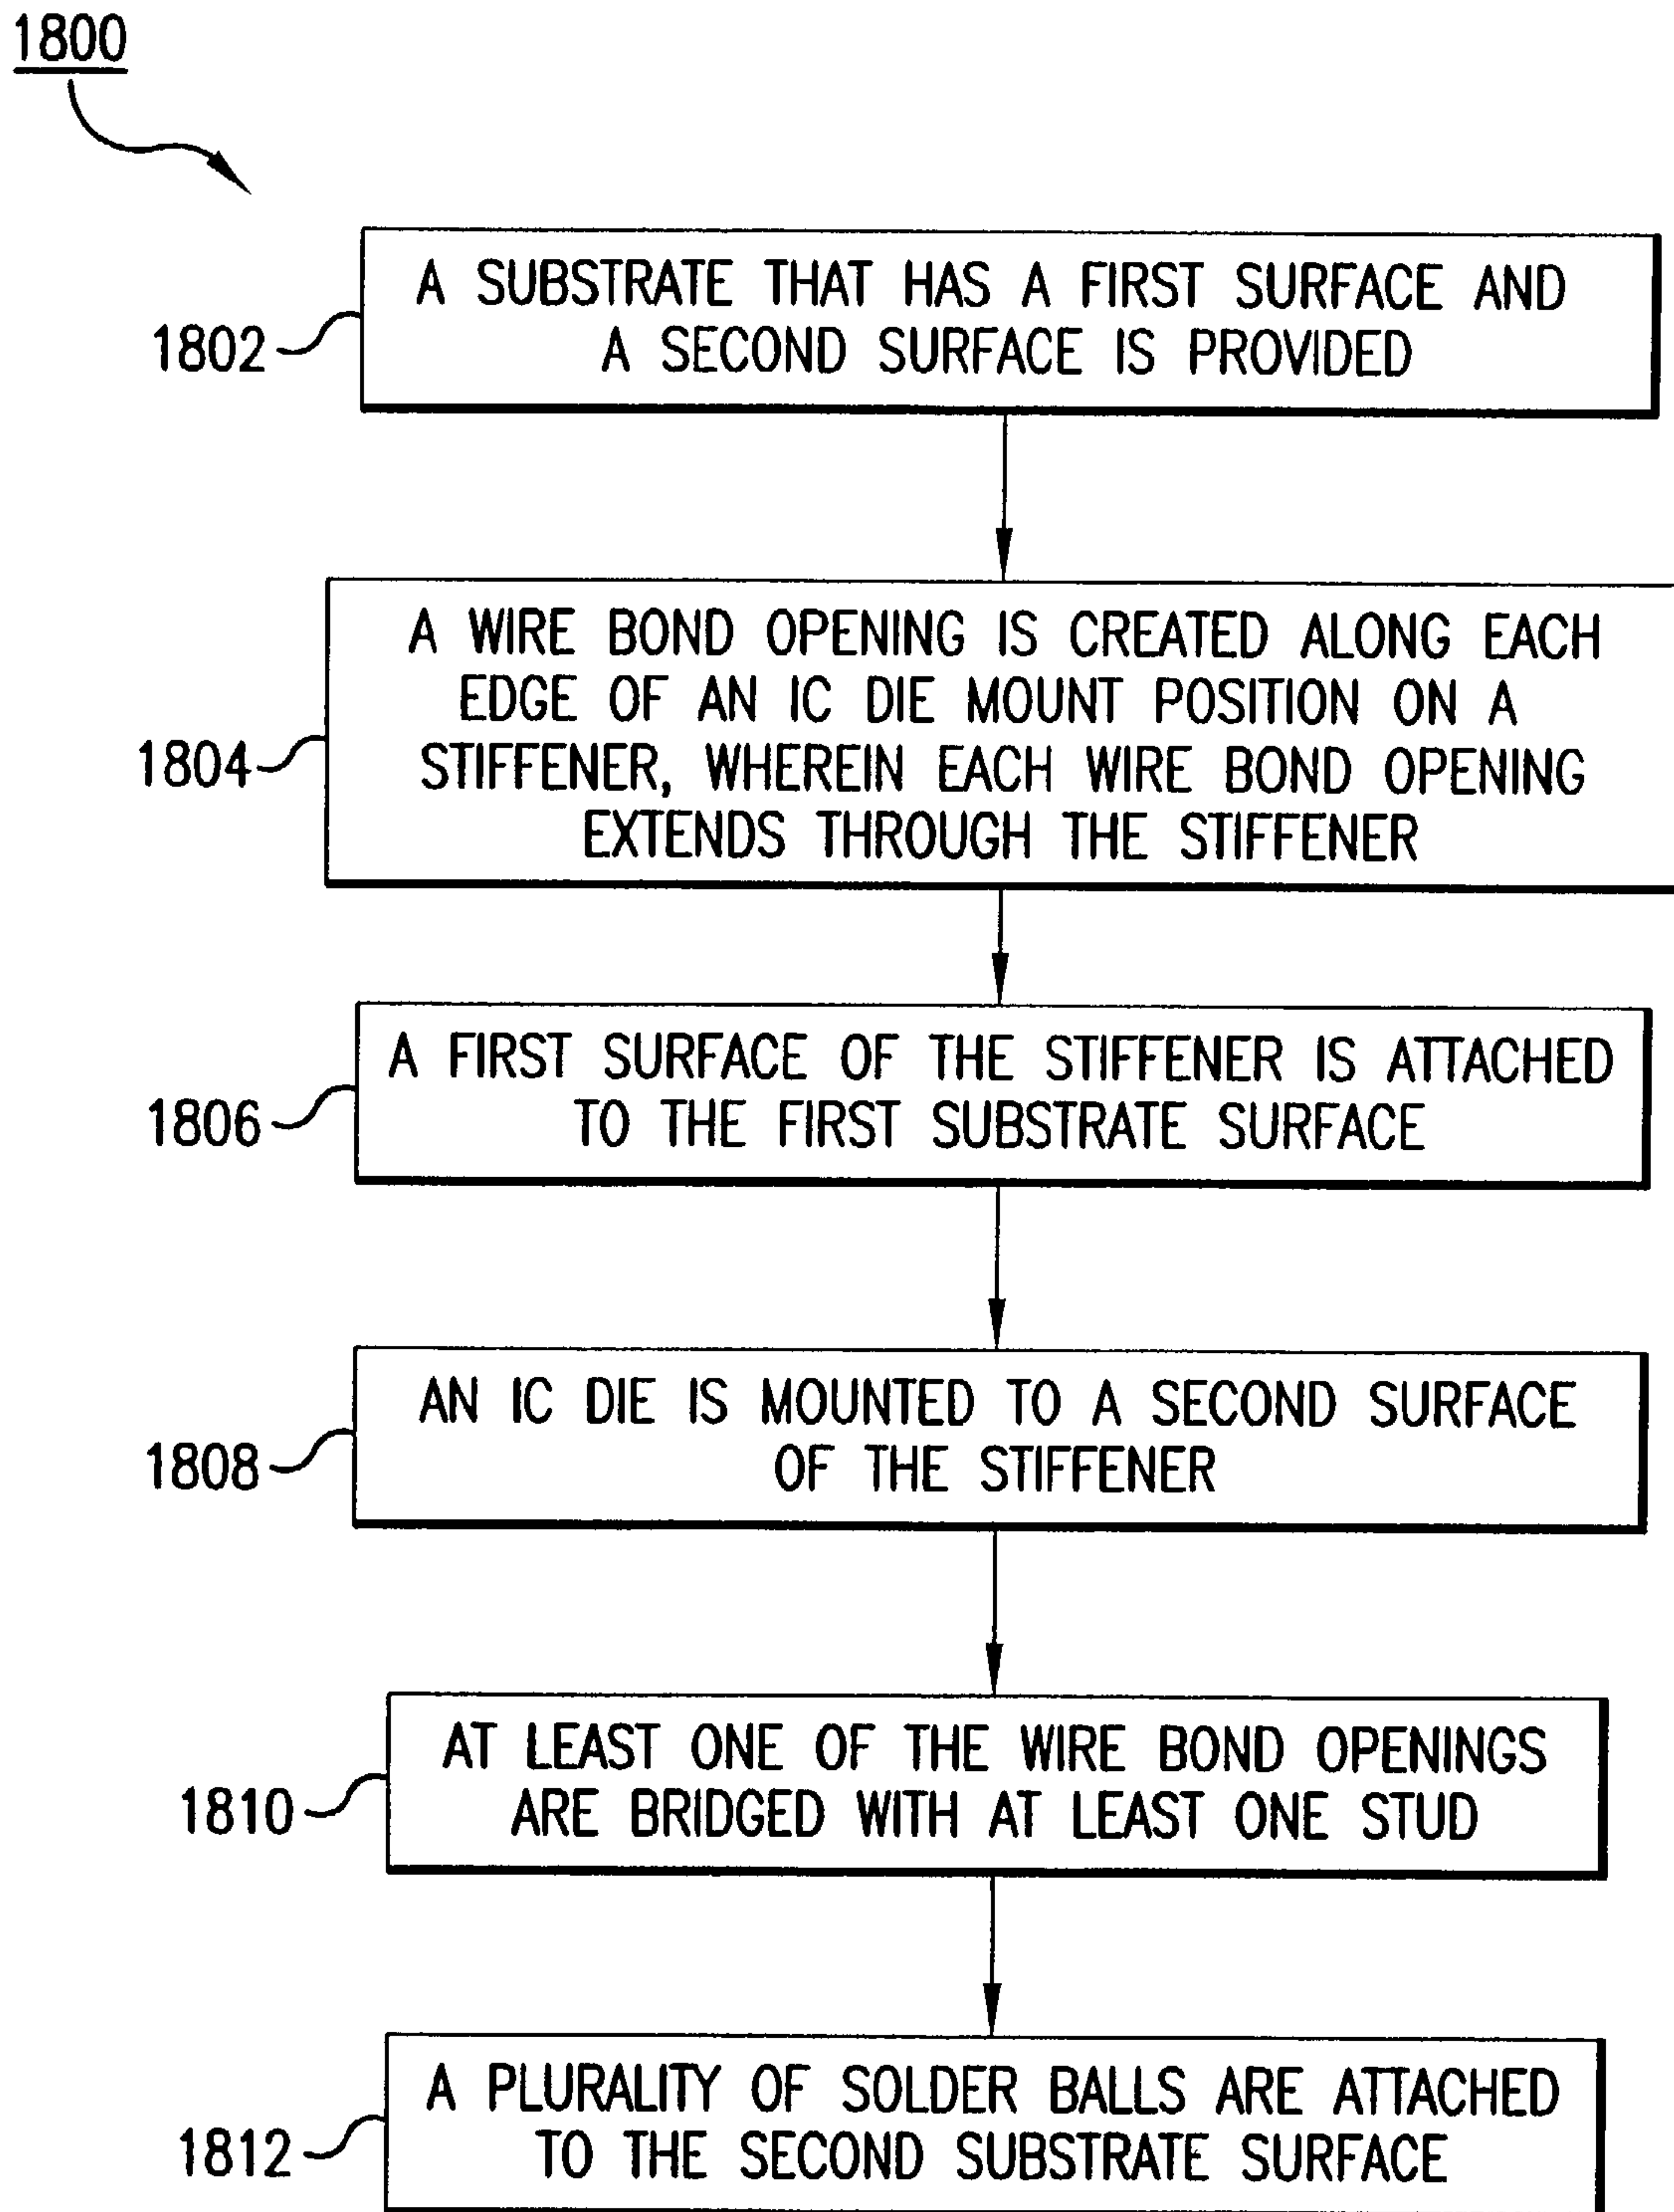 1800
A SUBSTRATE THAT HAS A FIRST SURFACE AND
A SECOND SURFACE IS PROVIDED
1802
A WIRE BOND OPENING IS CREATED ALONG EACH
EDGE OF AN IC DIE MOUNT POSITION ON A
STIFFENER, WHEREIN EACH WIRE BOND OPENING
EXTENDS THROUGH THE STIFFENER
1804
A FIRST SURFACE OF THE STIFFENER IS ATTACHED
TO THE FIRST SUBSTRATE SURFACE
1806
AN IC DIE IS MOUNTED TO A SECOND SURFACE
OF THE STIFFENER
1808
AT LEAST ONE OF THE WIRE BOND OPENINGS
ARE BRIDGED WITH AT LEAST ONE STUD
1810
A PLURALITY OF SOLDER BALLS ARE ATTACHED
TO THE SECOND SUBSTRATE SURFACE
1812